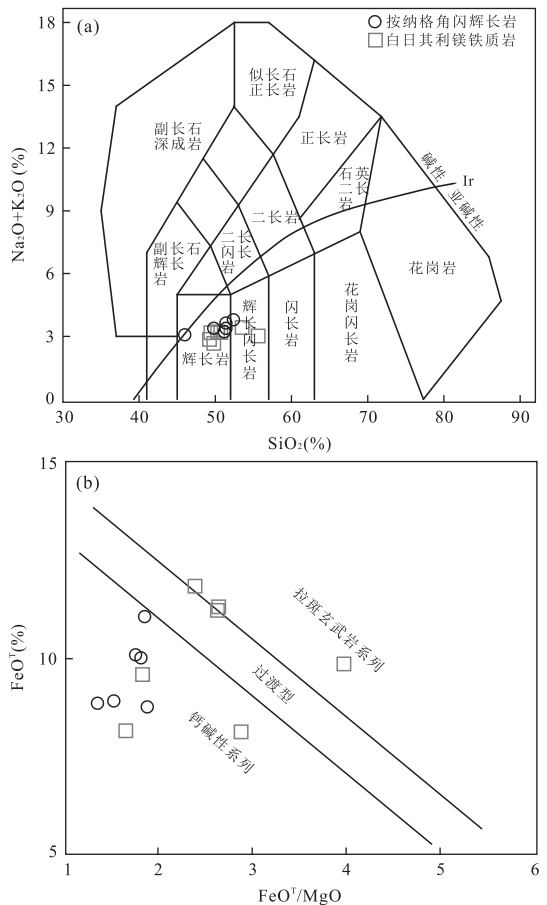 18
15
12
9
6
3
0
Na₂O+K₂O (%)
(a)
按纳格角闪辉长岩
白日其利镁铁质岩
似长石
正长岩
副长石
深成岩
正长岩
石英
二长
岩
碱性
亚碱性
Ir
二长岩
二长
闪长
岩
副长石
辉长
岩
花岗岩
辉长岩
辉
长
闪
长
岩
闪
长
岩
花
岗
闪
长
岩
30 40 50 60 70 80 90
SiO₂(%)
15
10
5
FeOᵀ(%)
(b)
拉斑玄武岩系列
过渡型
钙碱性系列
1 2 3 4 5 6
FeOᵀ/MgO